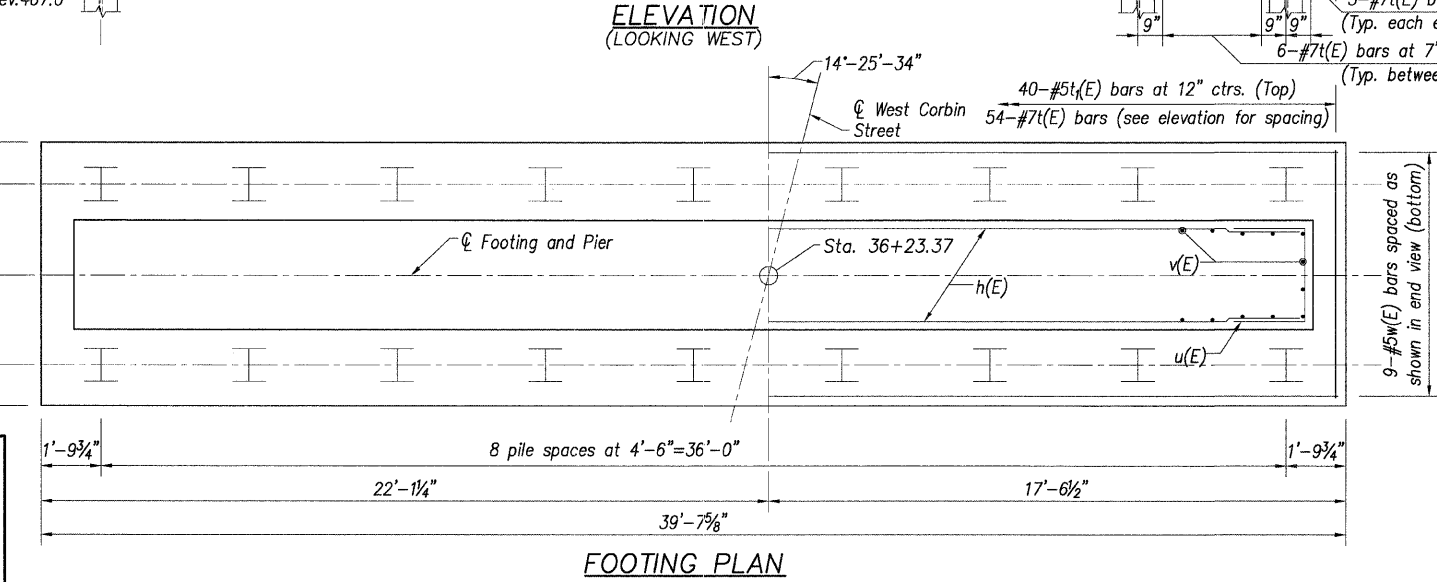 ELEVATION
(LOOKING WEST)
9"
9"
9"
(Typ. each
6-#7t(E) bars at 7"
14°-25'-34"
℄ West Corbin
Street
40-#5t₁(E) bars at 12" ctrs. (Top)
54-#7t(E) bars (see elevation for spacing)
℄ Footing and Pier
Sta. 36+23.37
h(E)
v(E)
u(E)
9-#5w(E) bars spaced as
shown in end view (bottom)
1'-9¾"
8 pile spaces at 4'-6"=36'-0"
1'-9¾"
22'-1¼"
17'-6½"
39'-7⅝"
FOOTING PLAN